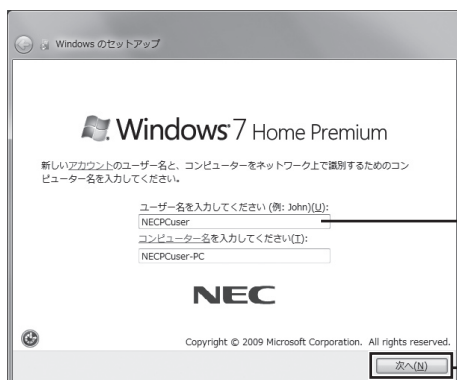 Windows のセットアップ
Windows 7 Home Premium
新しいアカウントのユーザー名と、コンピューターをネットワーク上で識別するためのコン
ピューター名を入力してください。
ユーザー名を入力してください (例: John)(U):
NECPCuser
コンピューター名を入力してください(T):
NECPCuser-PC
NEC
Copyright © 2009 Microsoft Corporation. All rights reserved.
次へ(N)